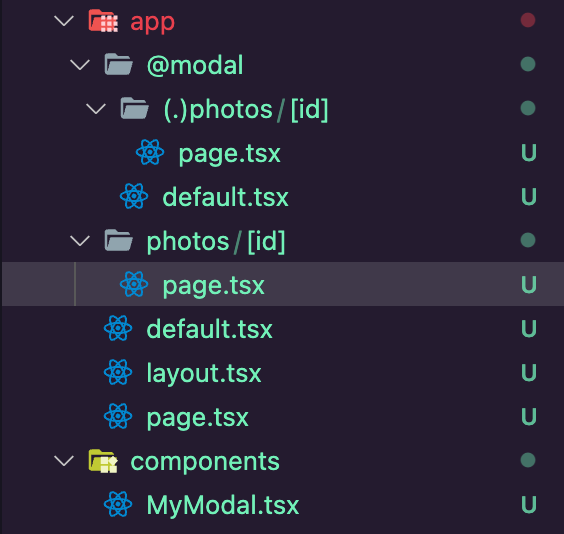 app
@modal
(.)photos/[id]
page.tsx U
default.tsx U
photos/[id]
page.tsx U
default.tsx U
layout.tsx U
page.tsx U
components
MyModal.tsx U